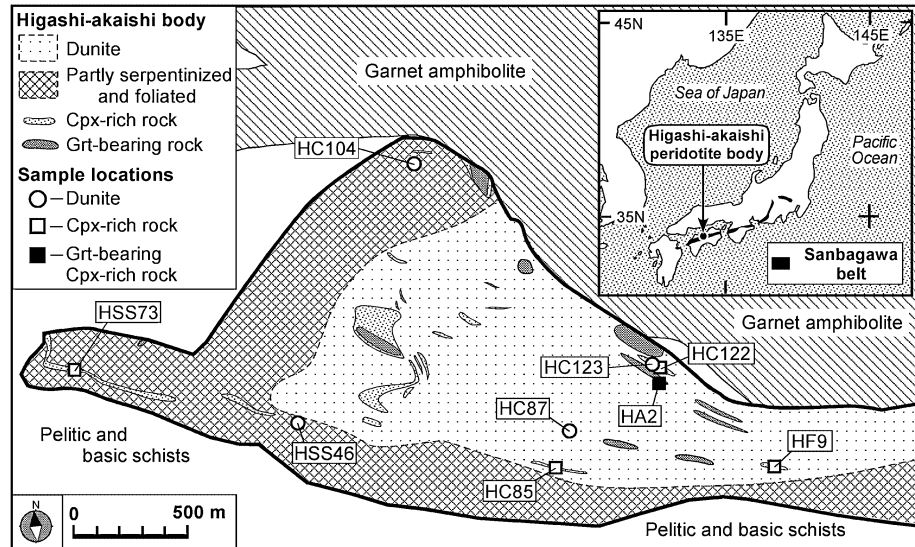 Higashi-akaishi body
Dunite
Partly serpentinized
and foliated
Cpx-rich rock
Grt-bearing rock
Sample locations
Dunite
Cpx-rich rock
Grt-bearing
Cpx-rich rock
Garnet amphibolite
45N
135E
145E
Sea of Japan
Higashi-akaishi
peridotite body
Pacific
Ocean
35N
Sanbagawa
belt
HC104
HSS73
Garnet amphibolite
HC123
HC122
HC87
HA2
Pelitic and
basic schists
HSS46
HC85
HF9
N
0
500 m
Pelitic and basic schists